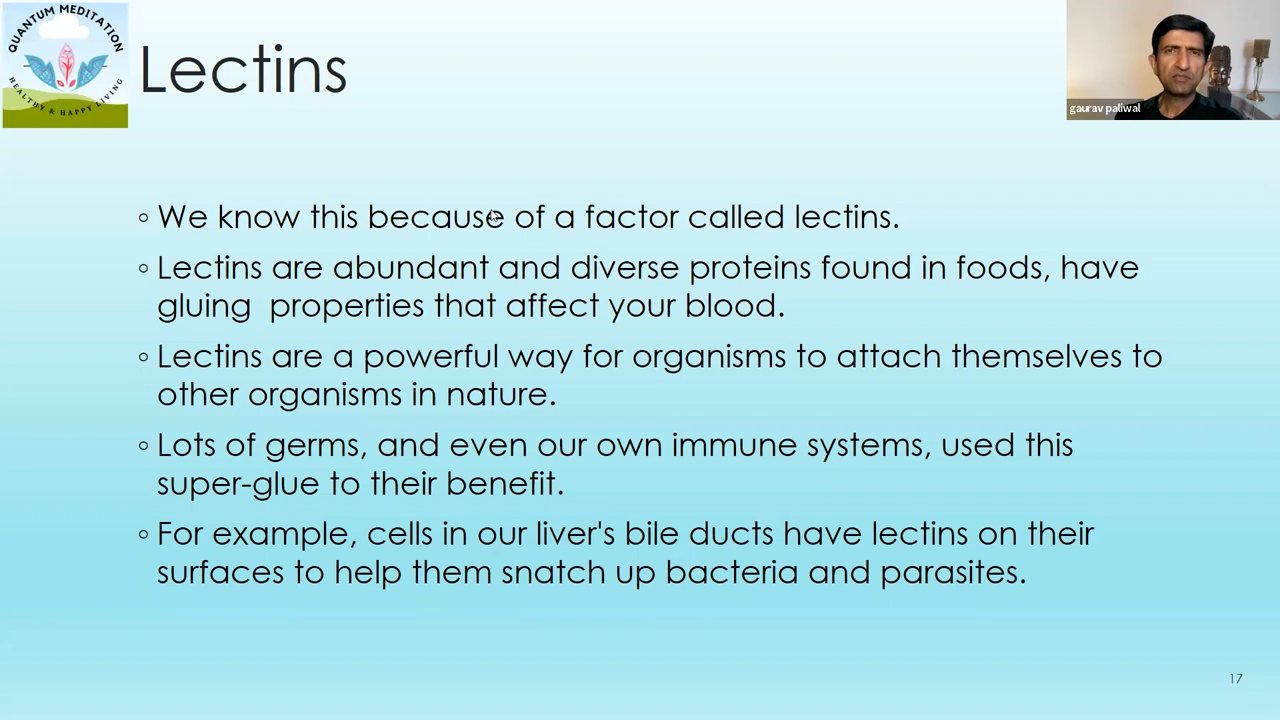 QUANTUM MEDITATION
HEALTHY & HAPPY LIVING
Lectins
gaurav paliwal
◦ We know this because of a factor called lectins.
◦ Lectins are abundant and diverse proteins found in foods, have
gluing  properties that affect your blood.
◦ Lectins are a powerful way for organisms to attach themselves to
other organisms in nature.
◦ Lots of germs, and even our own immune systems, used this
super-glue to their benefit.
◦ For example, cells in our liver's bile ducts have lectins on their
surfaces to help them snatch up bacteria and parasites.
17